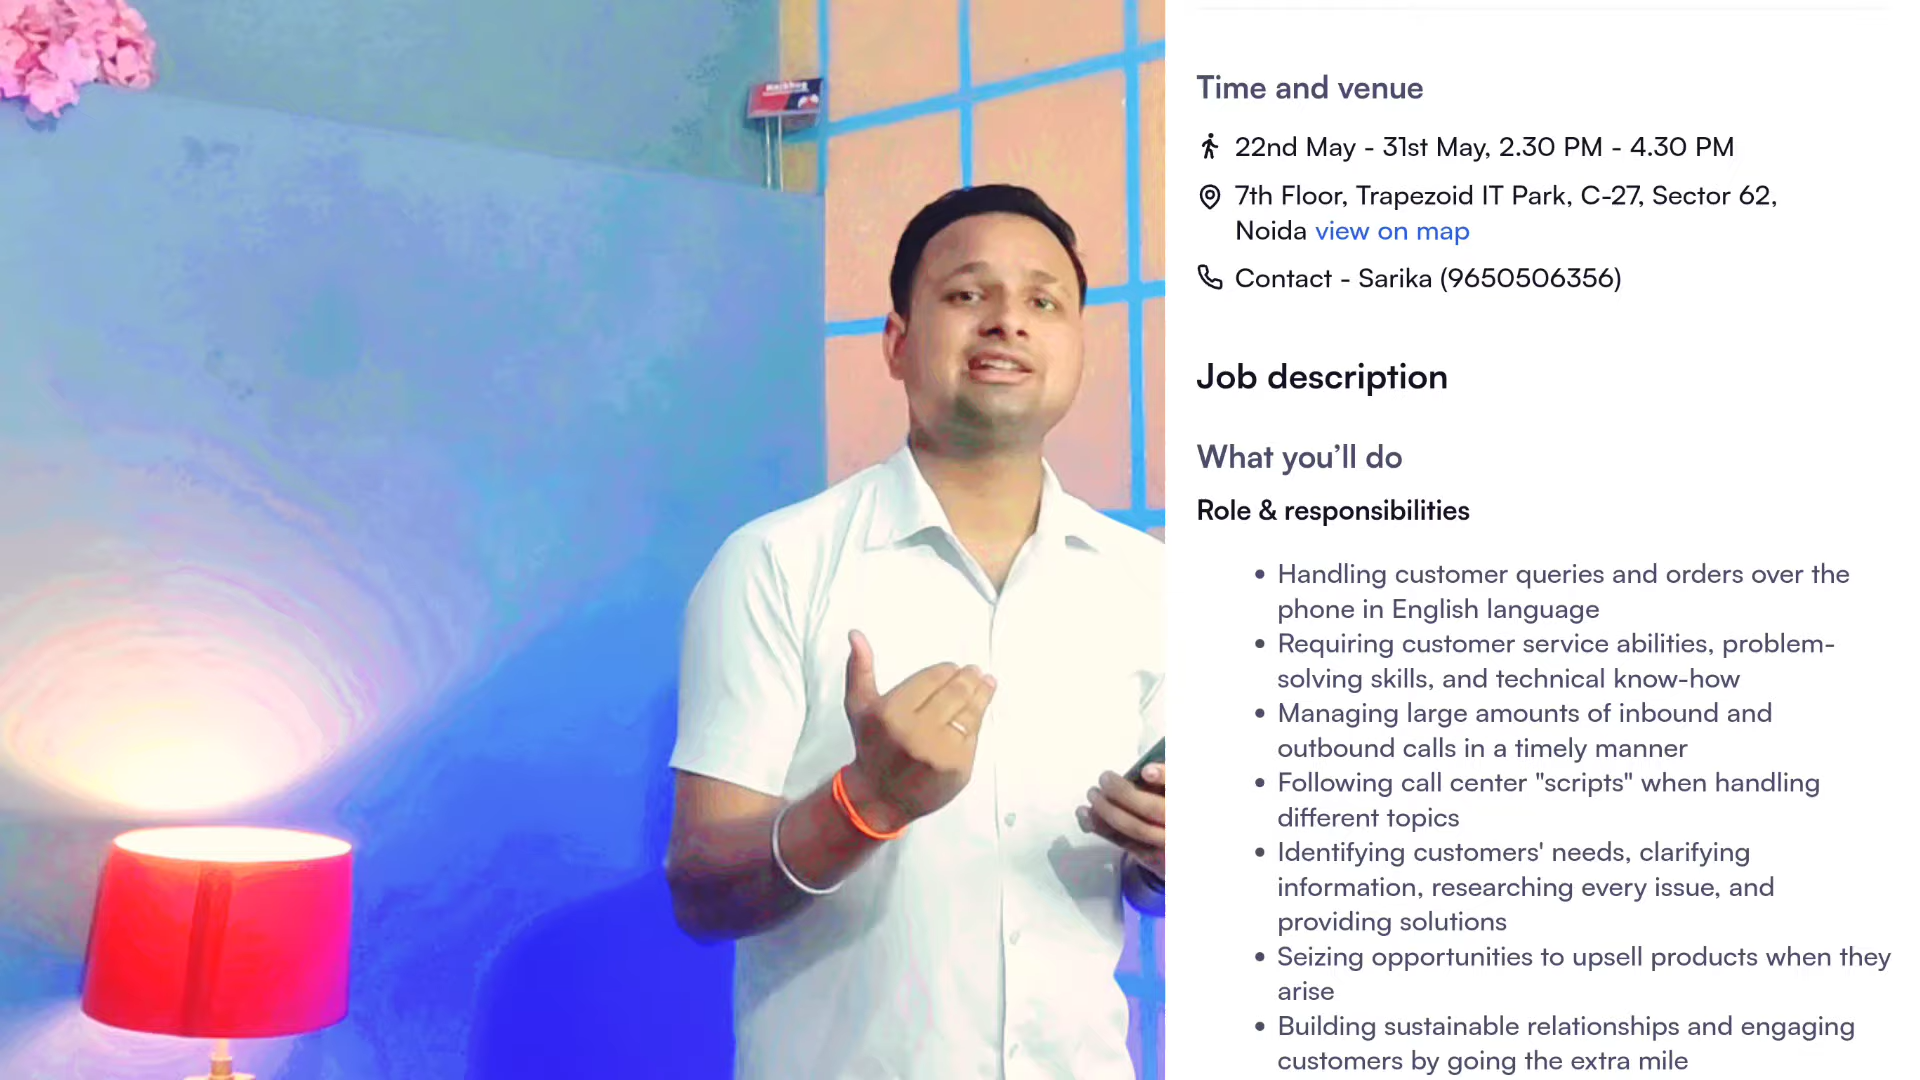 Time and venue
22nd May - 31st May, 2.30 PM - 4.30 PM
7th Floor, Trapezoid IT Park, C-27, Sector 62,
Noida view on map
Contact - Sarika (9650506356)
Job description
What you’ll do
Role & responsibilities
• Handling customer queries and orders over the
phone in English language
• Requiring customer service abilities, problem-
solving skills, and technical know-how
• Managing large amounts of inbound and
outbound calls in a timely manner
• Following call center "scripts" when handling
different topics
• Identifying customers' needs, clarifying
information, researching every issue, and
providing solutions
• Seizing opportunities to upsell products when they
arise
• Building sustainable relationships and engaging
customers by going the extra mile